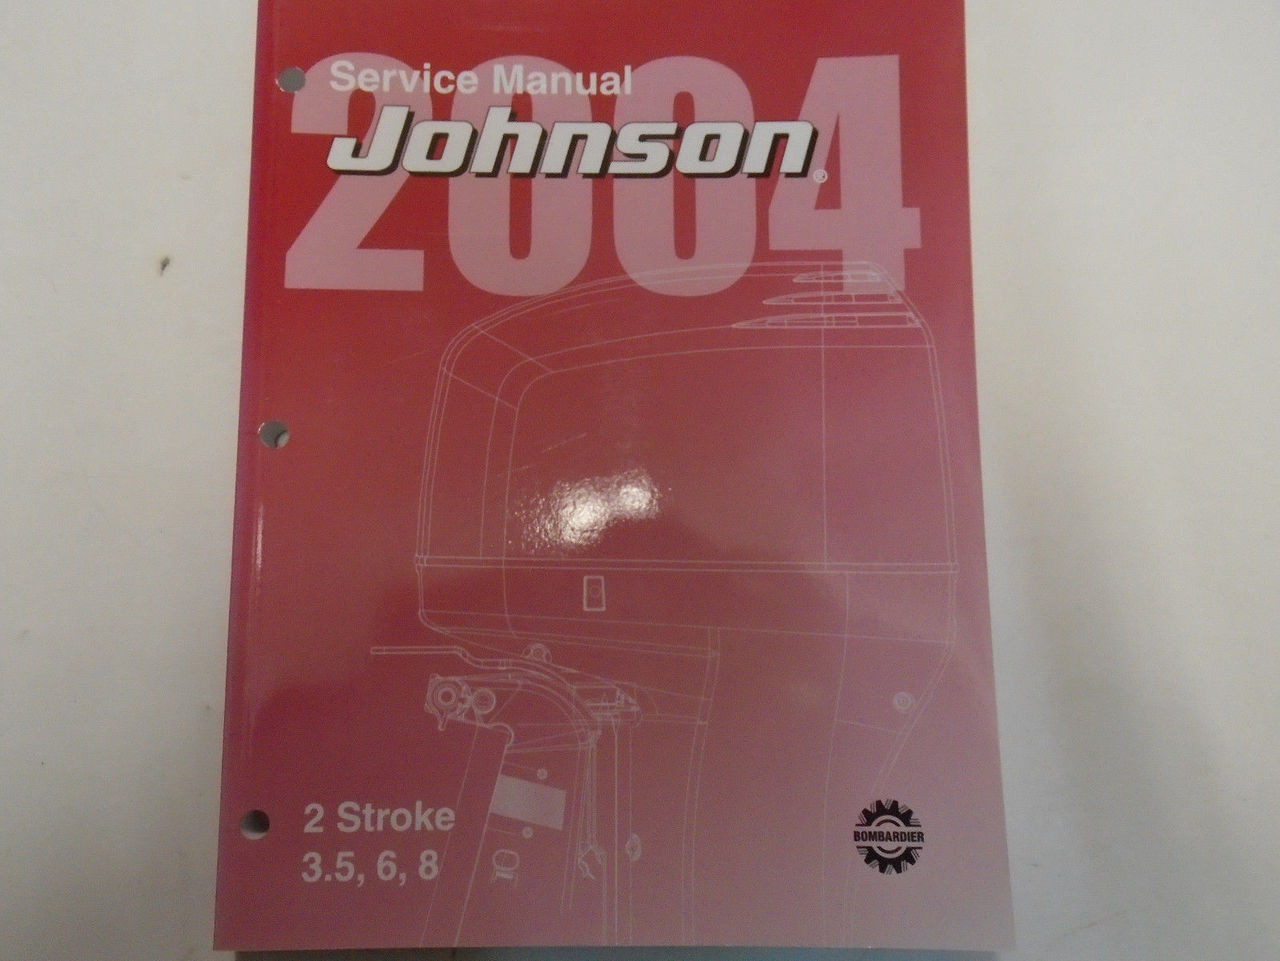 2004
Service Manual
Johnson®
2 Stroke
3.5, 6, 8
BOMBARDIER